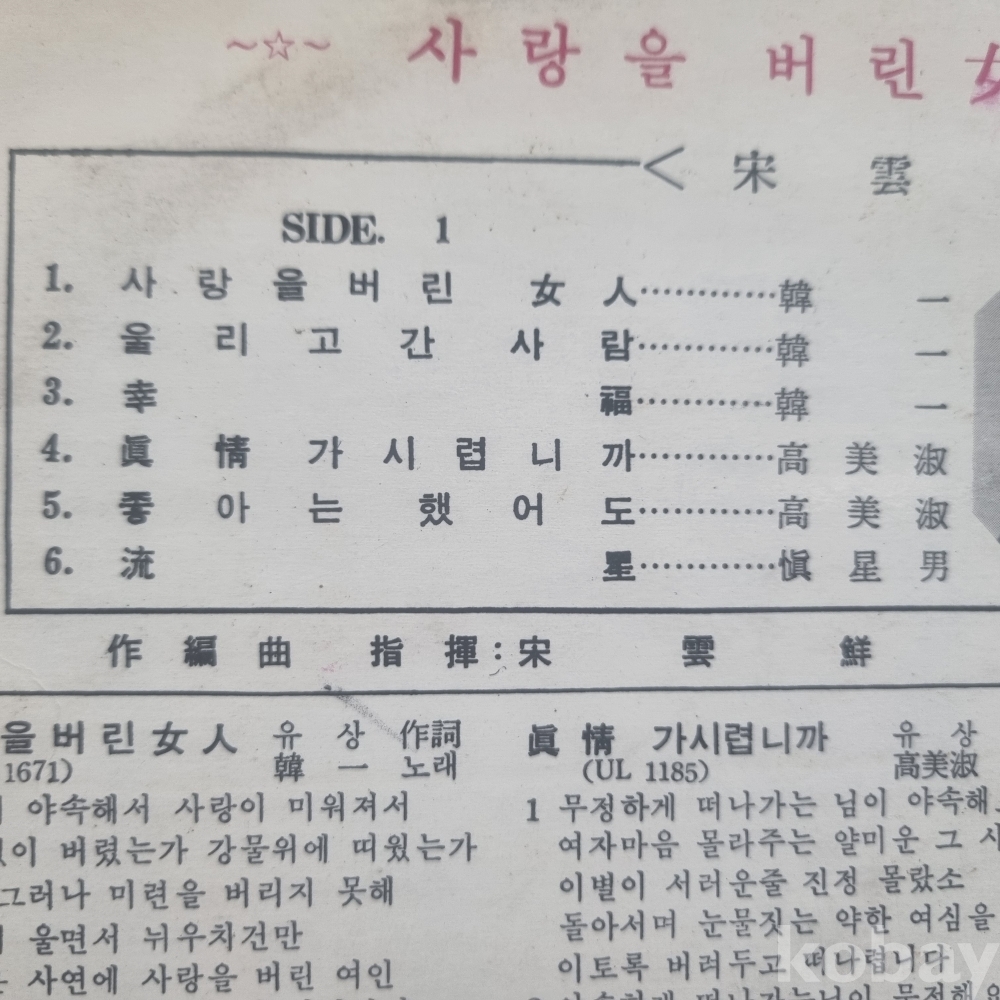 ~☆~ 사랑을 버린 女
宋 雲
SIDE. 1
1. 사랑을버린 女人…………韓 一
2. 울리고간 사람…………韓 一
3. 幸福…………韓 一
4. 眞情가시렵니까…………高美淑
5. 좋아는 했어도…………高美淑
6. 流星…………愼星男
作編曲 指揮:宋雲鮮
을버린女人 유상 作詞
1671) 韓一 노래
야속해서 사랑이 미워져서
이 버렸는가 강물위에 띠웠는가
그러나 미련을 버리지 못해
울면서 뉘우치건만
사연에 사랑을 버린 여인
眞情 가시렵니까 유상
(UL 1185) 高美淑
1 무정하게 떠나가는 님이 야속해
여자마음 몰라주는 얄미운 그 사
이별이 서러운줄 진정 몰랐소
돌아서며 눈물짓는 약한 여심을
이토록 버려두고 떠나렵니다
kobay